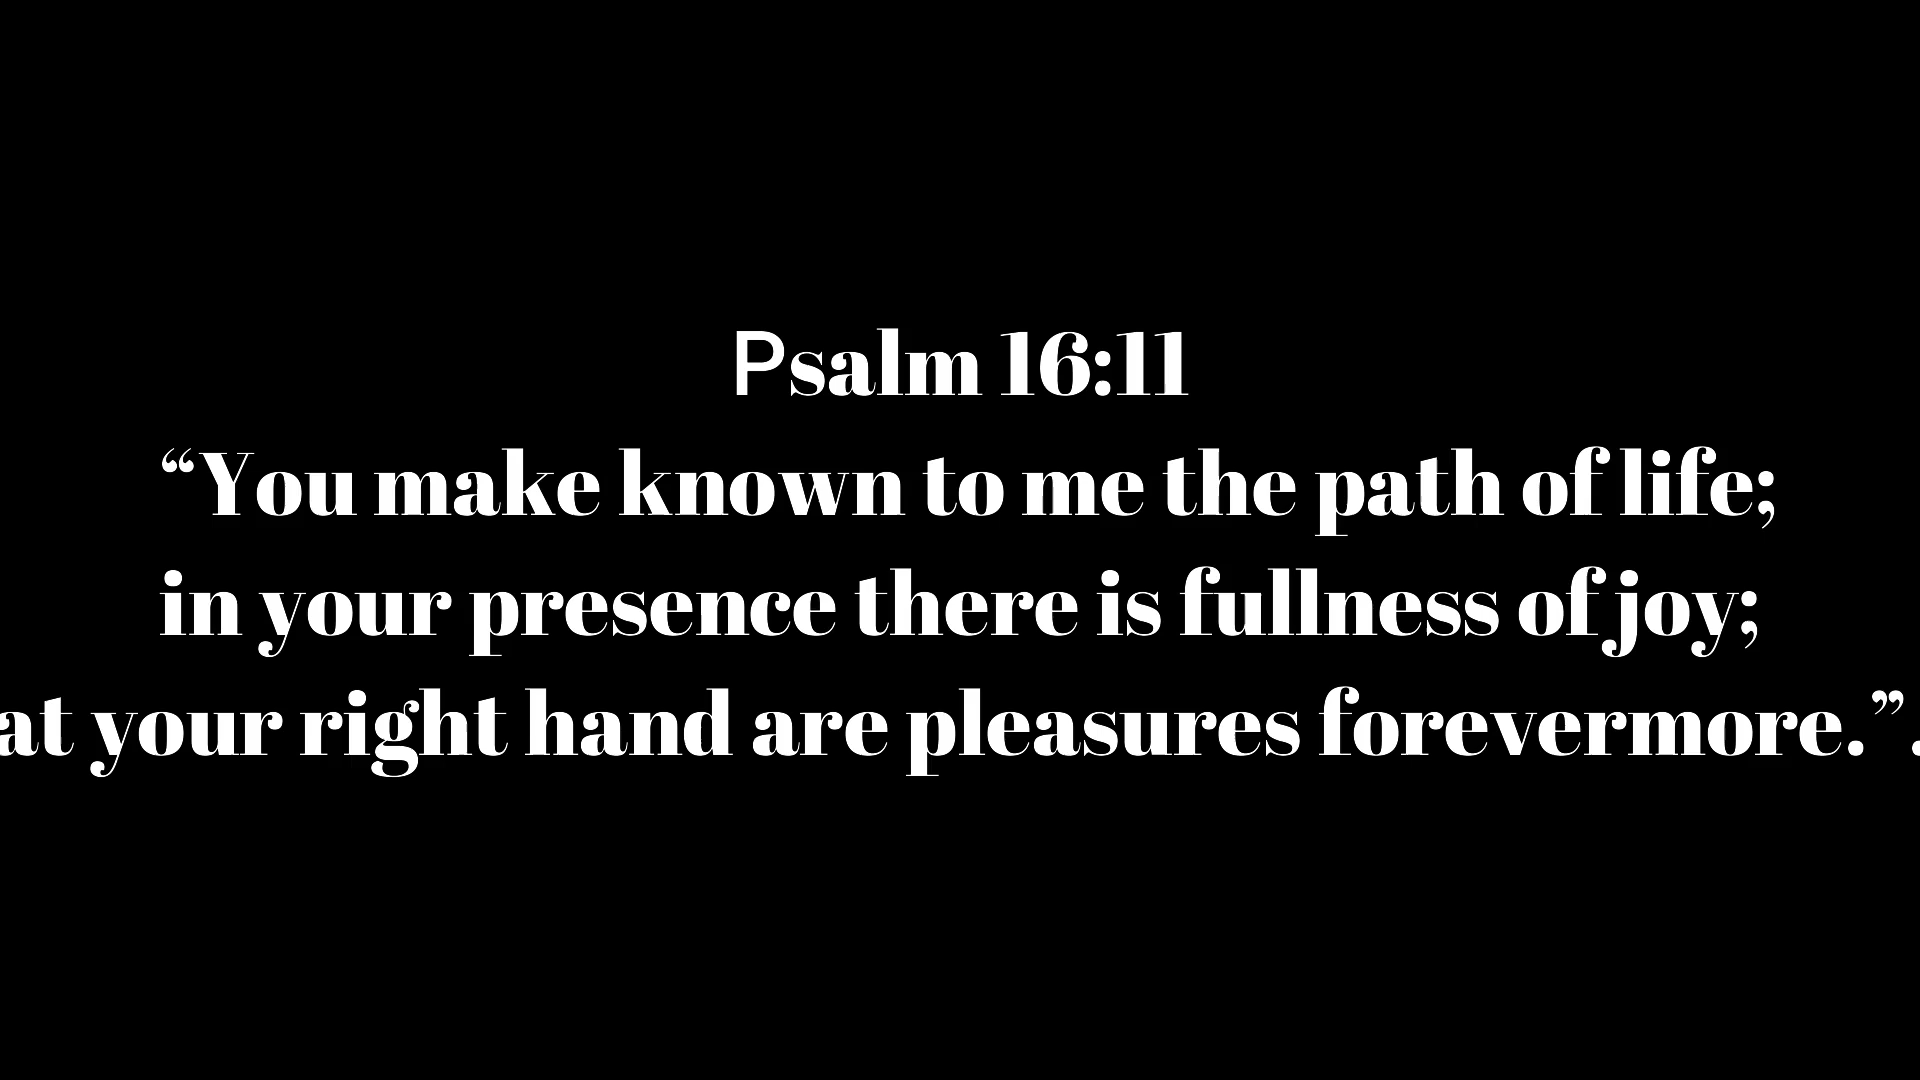 Psalm 16:11
“You make known to me the path of life;
in your presence there is fullness of joy;
at your right hand are pleasures forevermore.”.